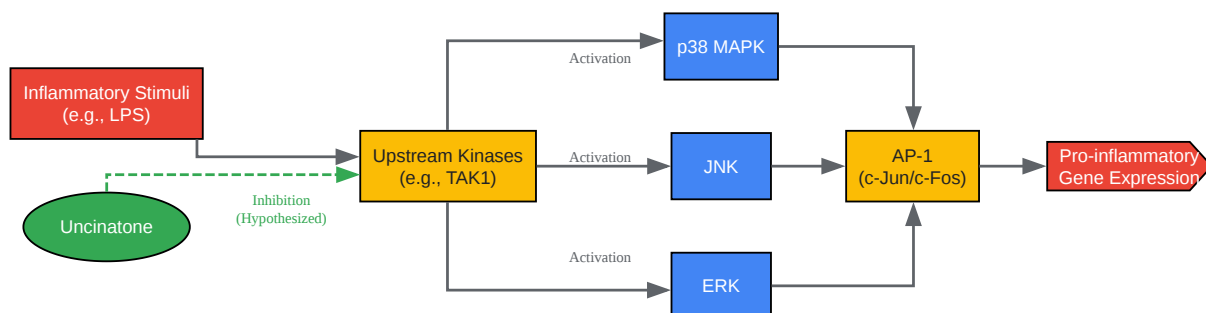 Inflammatory Stimuli
(e.g., LPS)
Uncinatone
Inhibition
(Hypothesized)
Upstream Kinases
(e.g., TAK1)
Activation
p38 MAPK
Activation
JNK
Activation
ERK
AP-1
(c-Jun/c-Fos)
Pro-inflammatory
Gene Expression